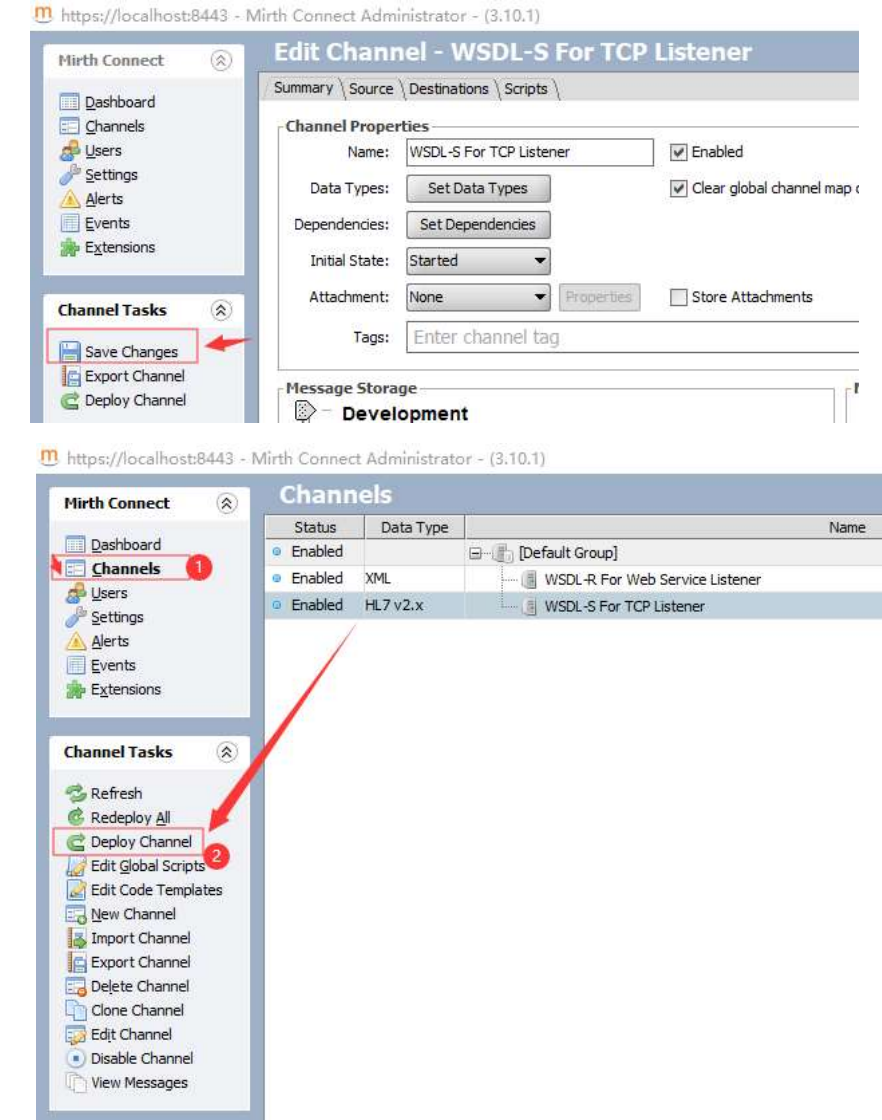 https://localhost:8443 - Mirth Connect Administrator - (3.10.1)
Mirth Connect
Dashboard
Channels
Users
Settings
Alerts
Events
Extensions
Channel Tasks
Save Changes
Export Channel
Deploy Channel
Edit Channel - WSDL-S For TCP Listener
Summary Source Destinations Scripts
Channel Properties
Name: WSDL-S For TCP Listener Enabled
Data Types: Set Data Types Clear global channel map
Dependencies: Set Dependencies
Initial State: Started
Attachment: None Properties Store Attachments
Tags: Enter channel tag
Message Storage
Development
https://localhost:8443 - Mirth Connect Administrator - (3.10.1)
Mirth Connect
Dashboard
Channels 1
Users
Settings
Alerts
Events
Extensions
Channel Tasks
Refresh
Redeploy All
Deploy Channel
2
Edit Global Scripts
Edit Code Templates
New Channel
Import Channel
Export Channel
Delete Channel
Clone Channel
Edit Channel
Disable Channel
View Messages
Channels
Status Data Type Name
Enabled [Default Group]
Enabled XML WSDL-R For Web Service Listener
Enabled HL7 v2.x WSDL-S For TCP Listener